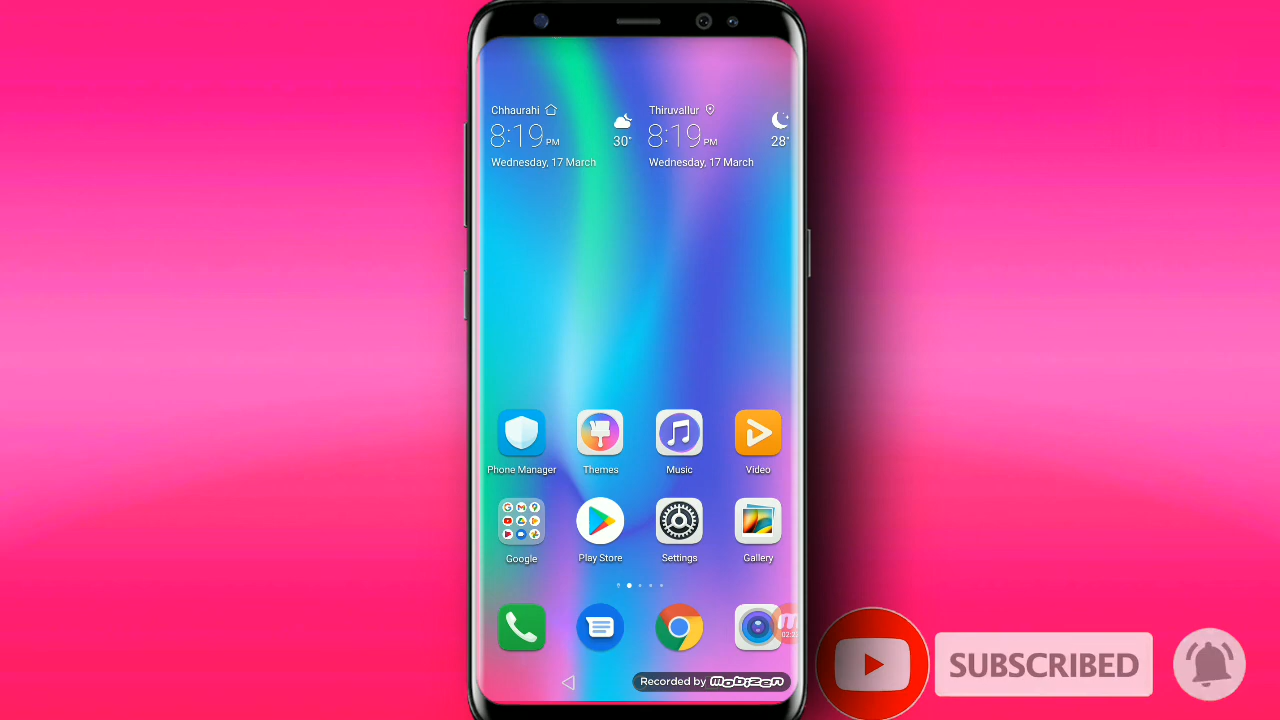 Chhaurahi
8:19 PM
30°
Wednesday, 17 March
Thiruvallur
8:19 PM
28°
Wednesday, 17 March
Phone Manager
Themes
Music
Video
Google
Play Store
Settings
Gallery
Recorded by mobizen
SUBSCRIBED